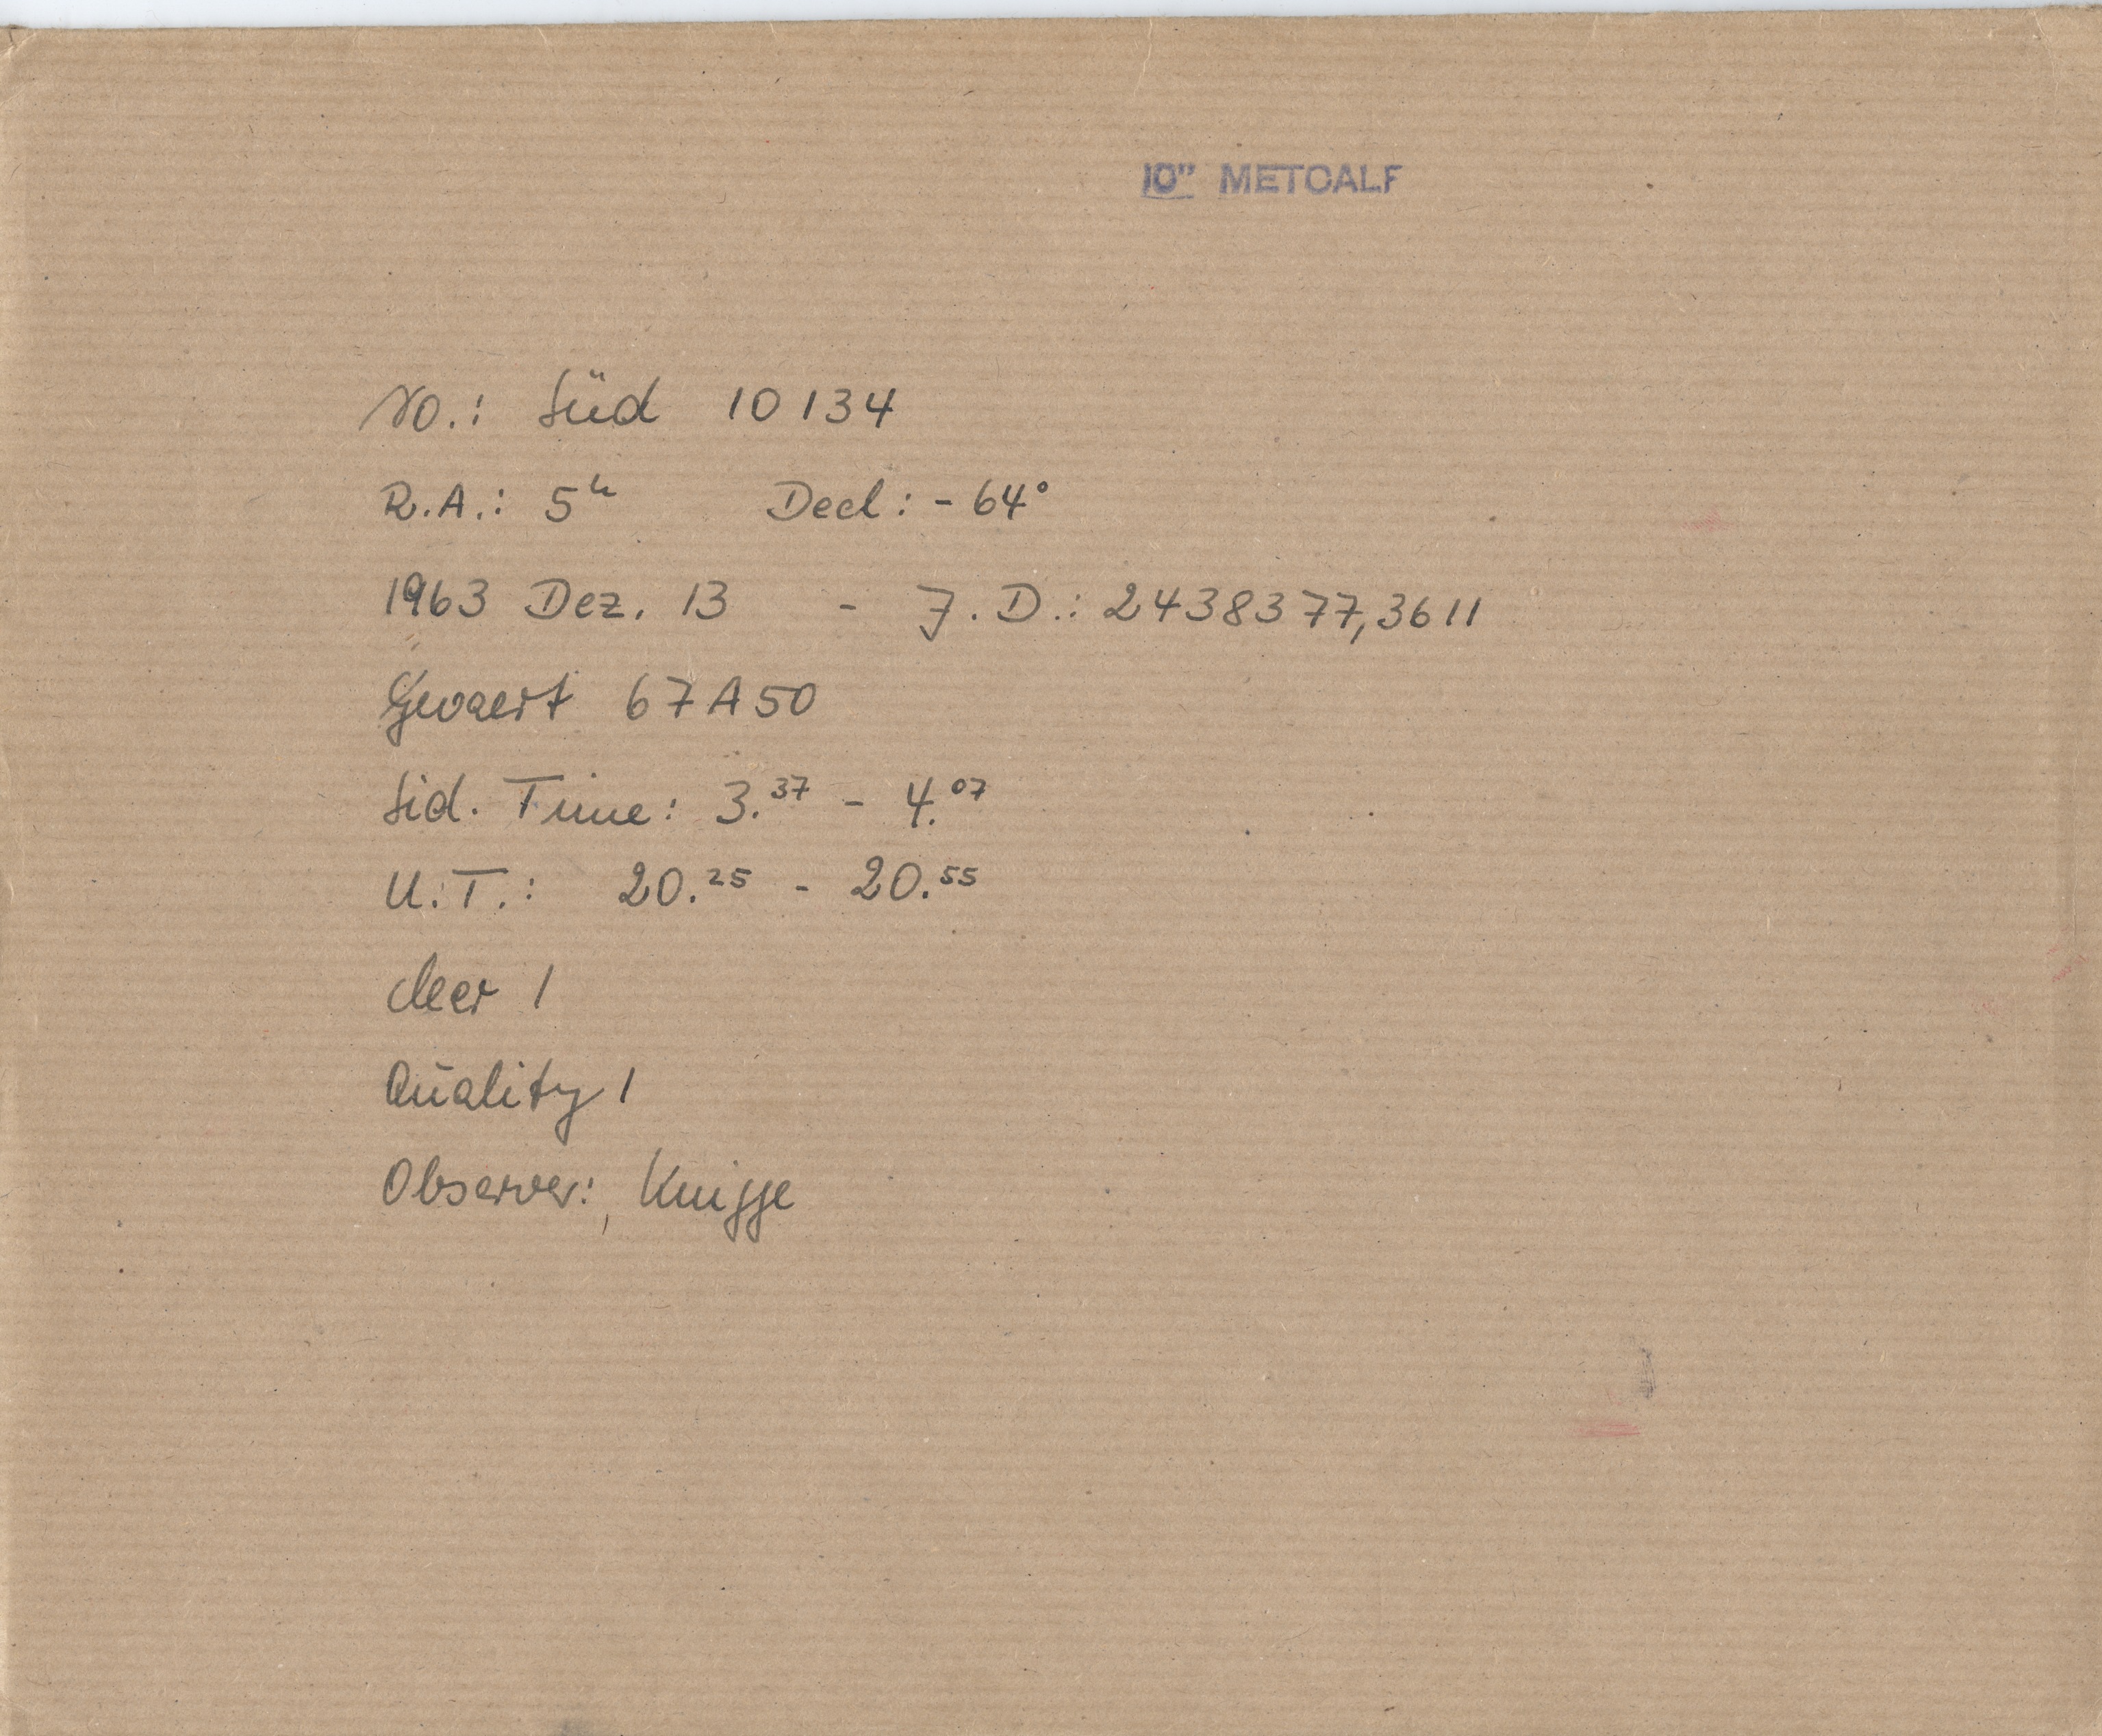 10" METCALF
No.: Süd 10134
R.A.: 5ʰ Decl: - 64°
1963 Dez. 13 - J.D.: 2438377,3611
Gevaert 67A50
Sid. Time: 3.³⁷ - 4.⁰⁷
U.T.: 20.²⁵ - 20.⁵⁵
cleer 1
Quality 1
Observer: Knigge